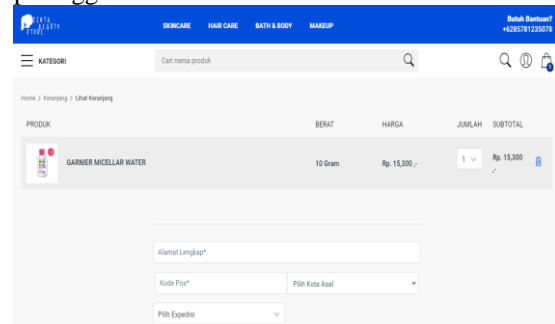 SKINCARE HAIR CARE BATH & BODY MAKEUP
Butuh Bantuan?
+6285781235078
KATEGORI
Cari nama produk
Home > Keranjang > Lihat Keranjang
PRODUK BERAT HARGA JUMLAH SUBTOTAL
GARNIER MICELLAR WATER 10 Gram Rp. 15,300 ,- 1 Rp. 15,300
,-
Alamat Lengkap*
Kode Pos* Pilih Kota Asal
Pilih Expedisi